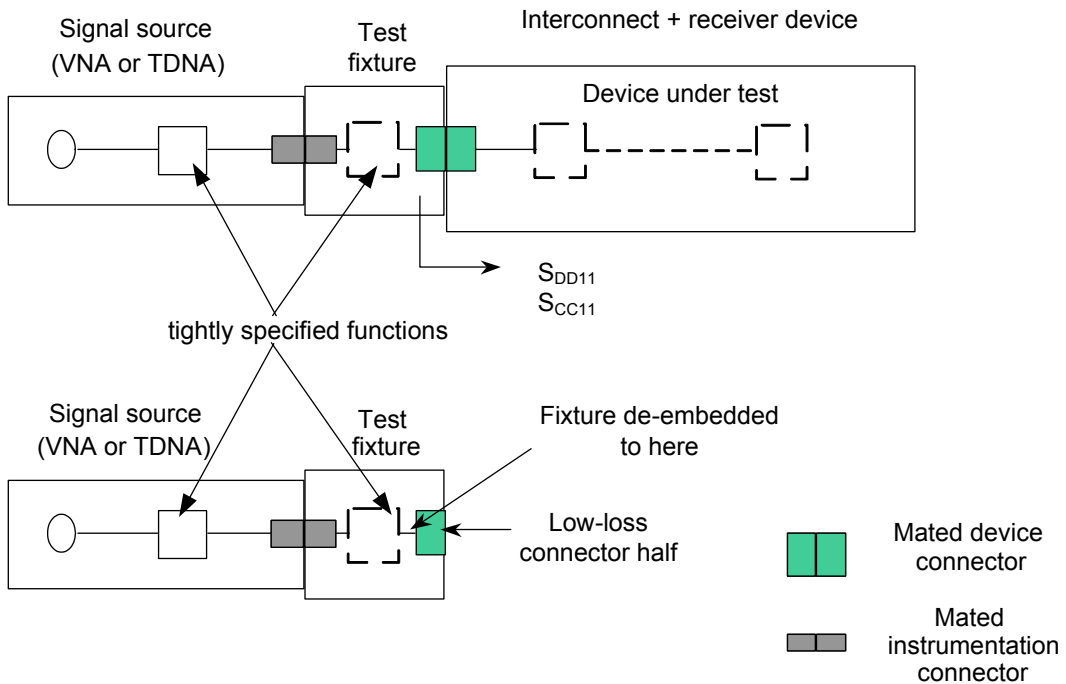 Signal source
(VNA or TDNA)
Test
fixture
Interconnect + receiver device
Device under test
S_DD11
S_CC11
tightly specified functions
Signal source
(VNA or TDNA)
Test
fixture
Fixture de-embedded
to here
Low-loss
connector half
Mated device
connector
Mated
instrumentation
connector